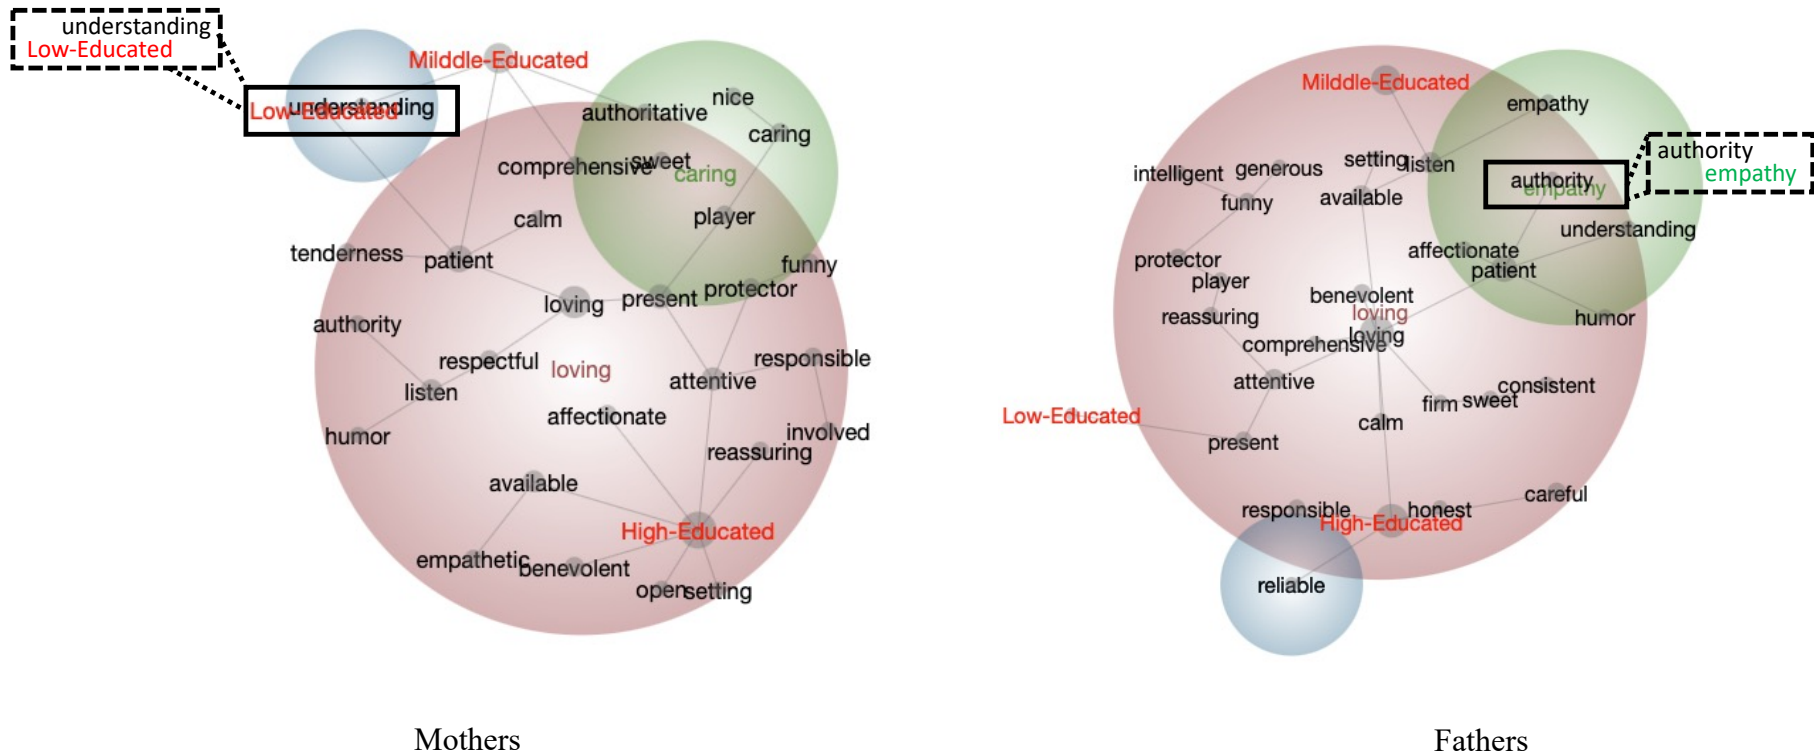 understanding
Low-Educated
Milddle-Educated
understanding
Low-Educated
nice
authoritative
caring
comprehensive
sweet
caring
calm
player
tenderness
patient
funny
loving
present
protector
authority
respectful
loving
responsible
attentive
listen
affectionate
humor
involved
reassuring
available
High-Educated
empathetic
benevolent
open
setting
Mothers
Milddle-Educated
empathy
authority
empathy
setting
listen
intelligent
generous
authority
empathy
funny
available
understanding
affectionate
protector
patient
player
benevolent
loving
reassuring
humor
loving
comprehensive
attentive
consistent
firm
sweet
Low-Educated
calm
present
careful
responsible
honest
High-Educated
reliable
Fathers